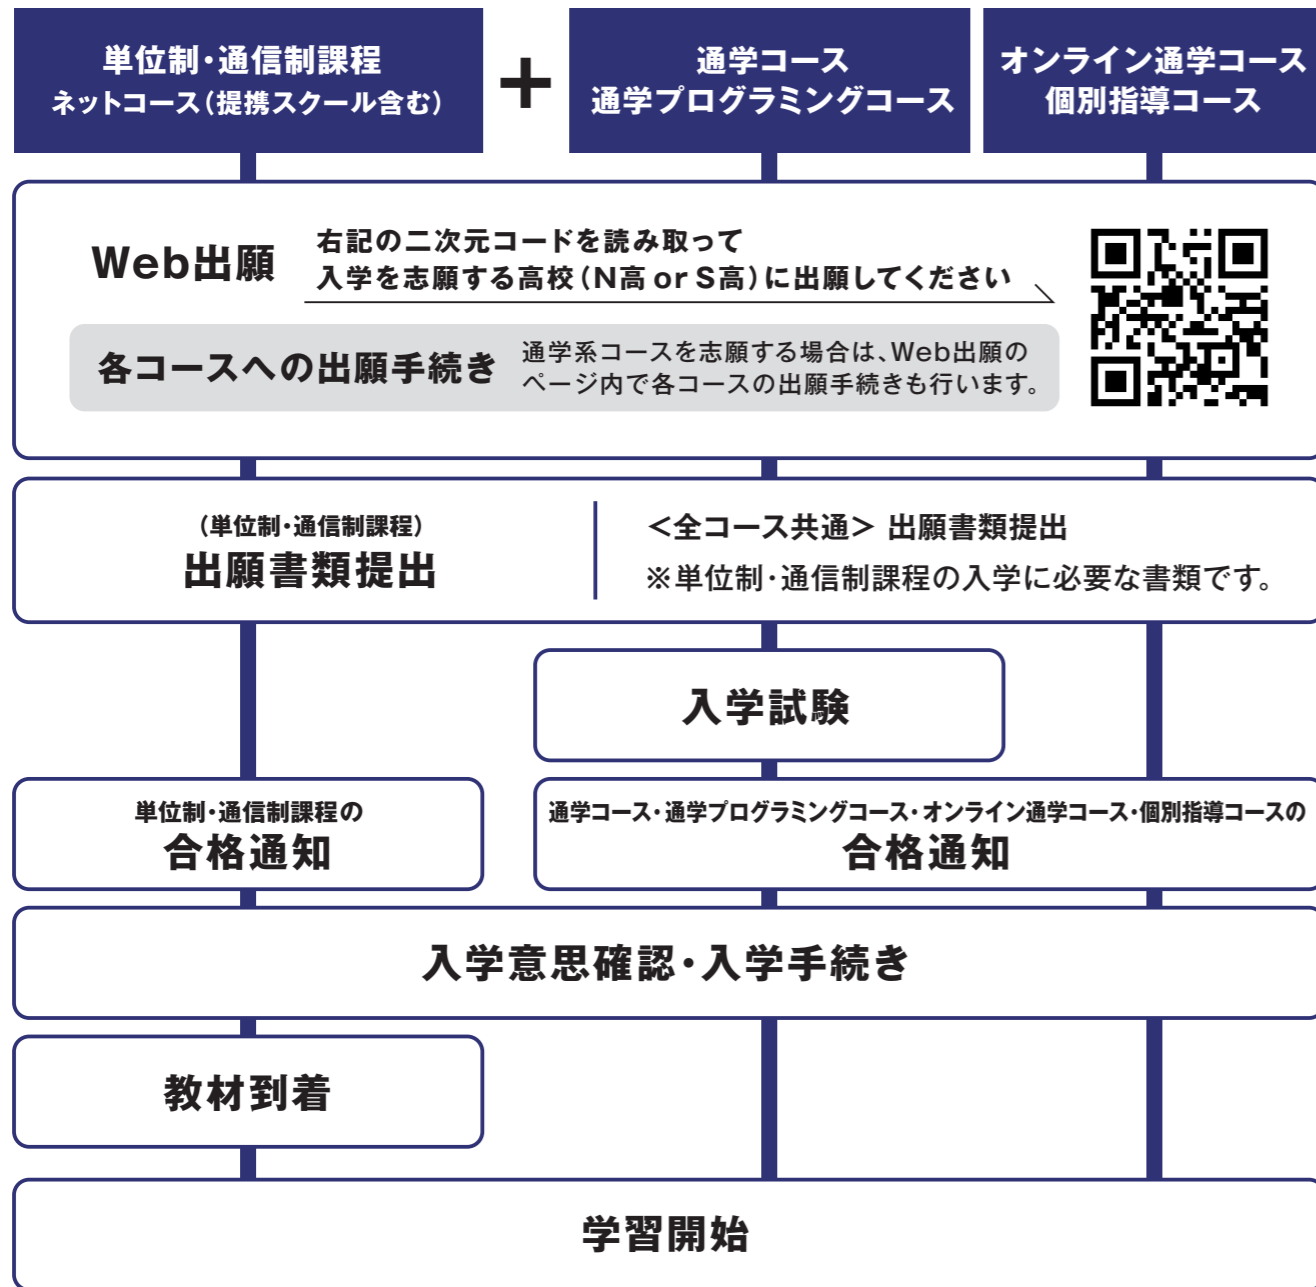 単位制・通信制課程
ネットコース（提携スクール含む）
＋
通学コース
通学プログラミングコース
オンライン通学コース
個別指導コース
Web出願
右記の二次元コードを読み取って
入学を志願する高校（N高 or S高）に出願してください
各コースへの出願手続き
通学系コースを志願する場合は、Web出願の
ページ内で各コースの出願手続きも行います。
（単位制・通信制課程）
出願書類提出
＜全コース共通＞ 出願書類提出
※単位制・通信制課程の入学に必要な書類です。
入学試験
単位制・通信制課程の
合格通知
通学コース・通学プログラミングコース・オンライン通学コース・個別指導コースの
合格通知
入学意思確認・入学手続き
教材到着
学習開始